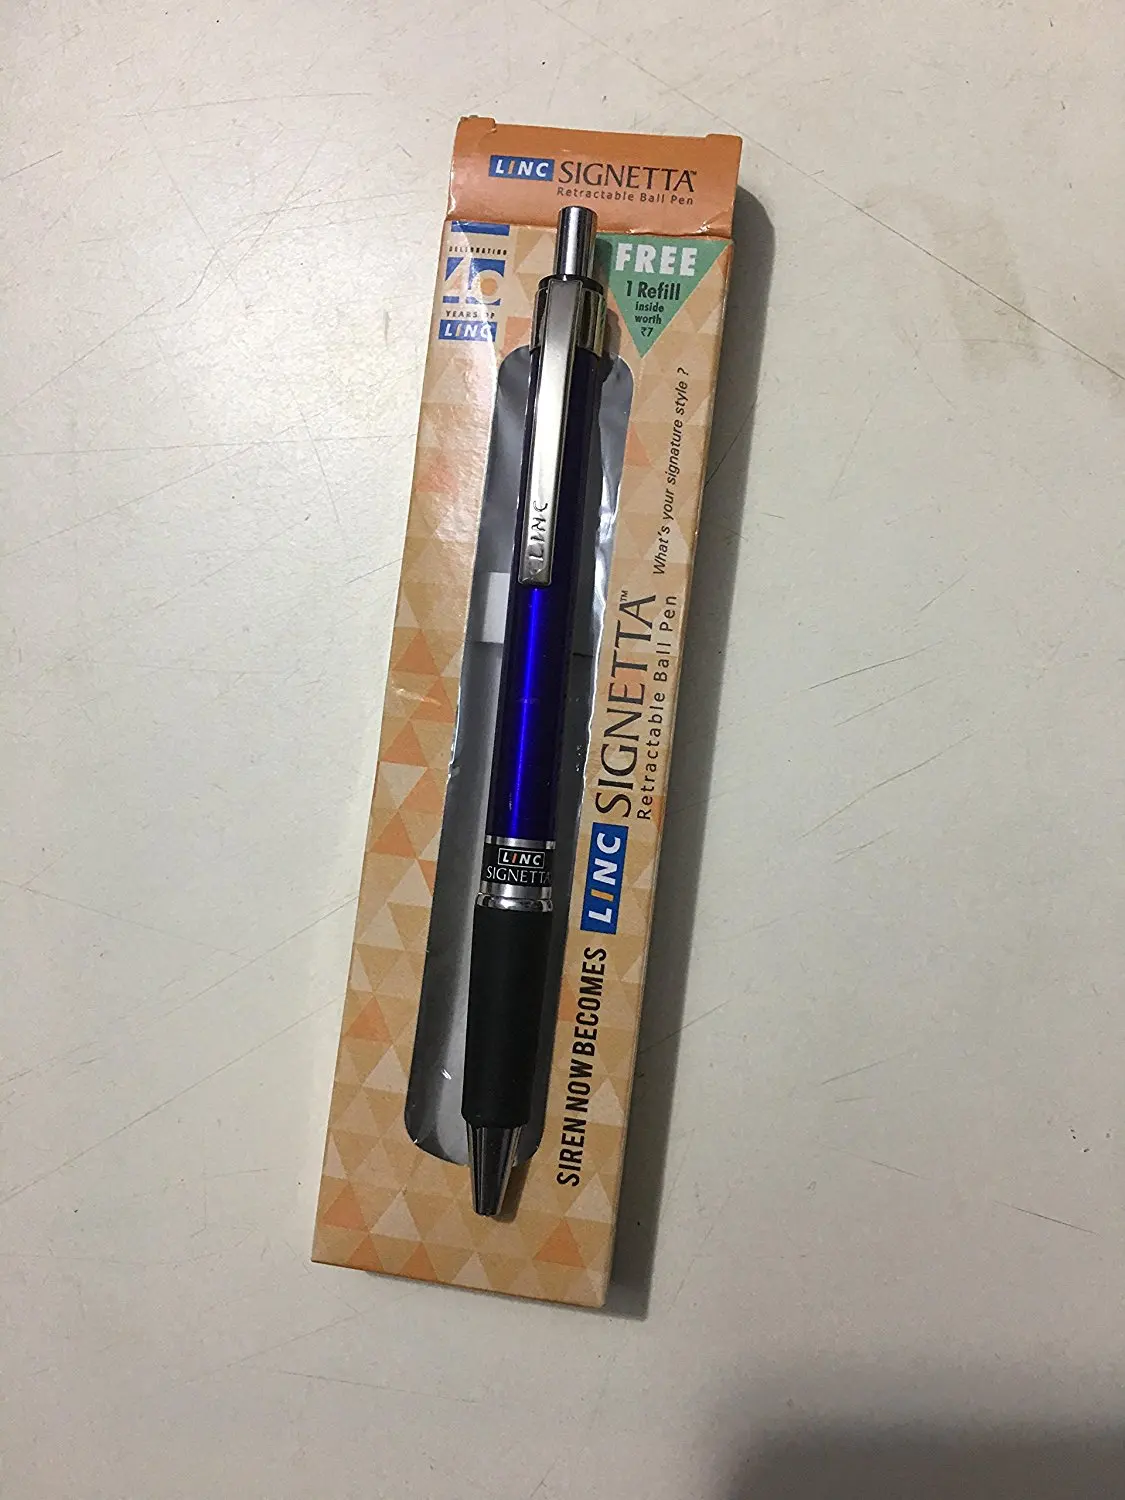 LINC SIGNETTA™
Retractable Ball Pen
CELEBRATING
40
YEARS OF
LINC
FREE
1 Refill
inside
worth
₹7
What's your signature style ?
SIREN NOW BECOMES LINC SIGNETTA™
Retractable Ball Pen
LINC
LINC
SIGNETTA